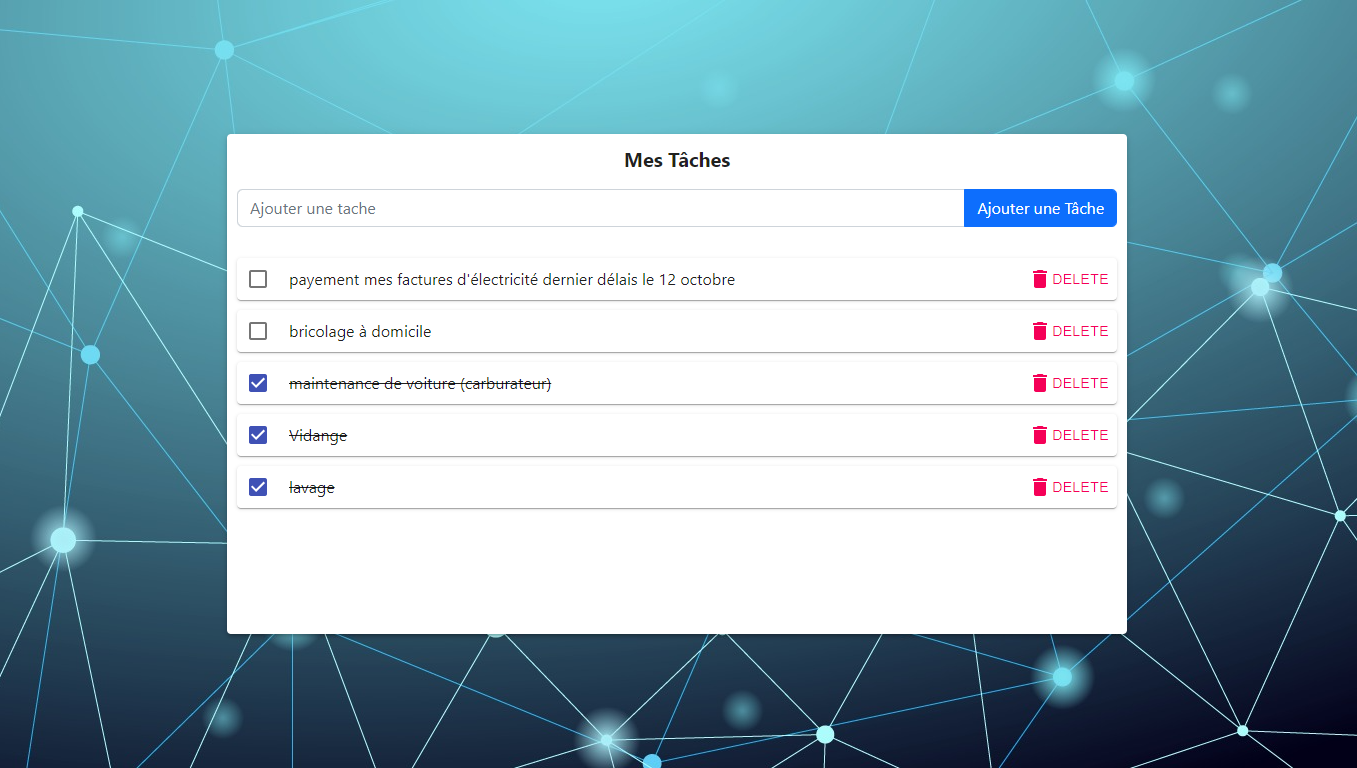 Mes Tâches
Ajouter une tache
Ajouter une Tâche
payement mes factures d'électricité dernier délais le 12 octobre
DELETE
bricolage à domicile
DELETE
maintenance de voiture (carburateur)
DELETE
Vidange
DELETE
lavage
DELETE